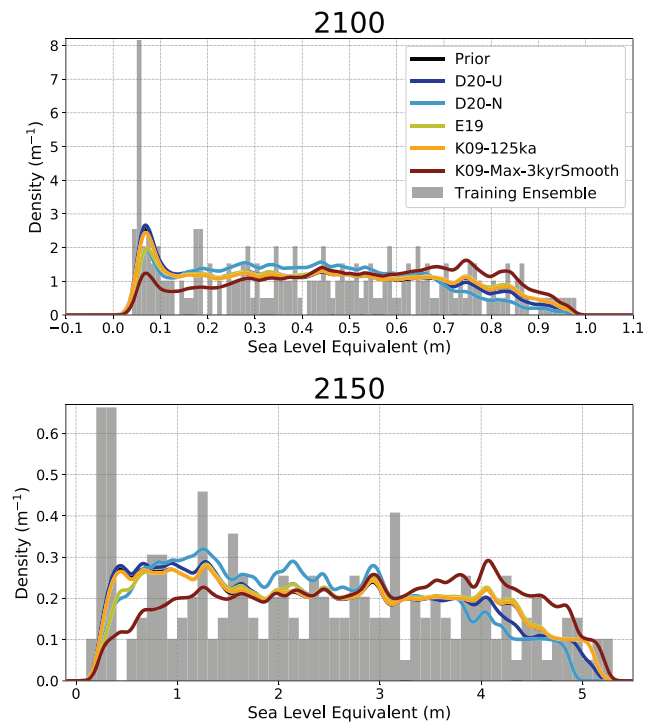 2100
8
7
6
5
4
3
2
1
0
Density (m⁻¹)
Prior
D20-U
D20-N
E19
K09-125ka
K09-Max-3kyrSmooth
Training Ensemble
−0.1 0.0 0.1 0.2 0.3 0.4 0.5 0.6 0.7 0.8 0.9 1.0 1.1
Sea Level Equivalent (m)
2150
0.6
0.5
0.4
0.3
0.2
0.1
0.0
Density (m⁻¹)
0 1 2 3 4 5
Sea Level Equivalent (m)